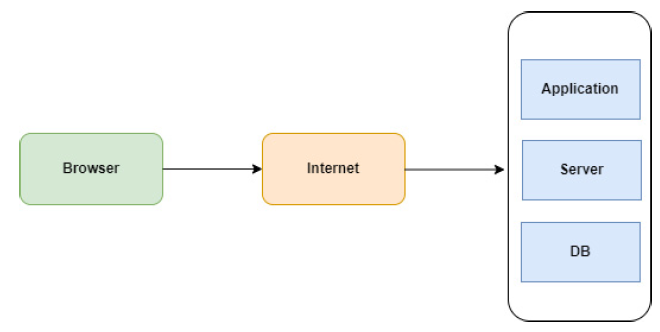 Browser
Internet
Application
Server
DB